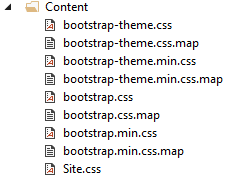 Content
bootstrap-theme.css
bootstrap-theme.css.map
bootstrap-theme.min.css
bootstrap-theme.min.css.map
bootstrap.css
bootstrap.css.map
bootstrap.min.css
bootstrap.min.css.map
Site.css